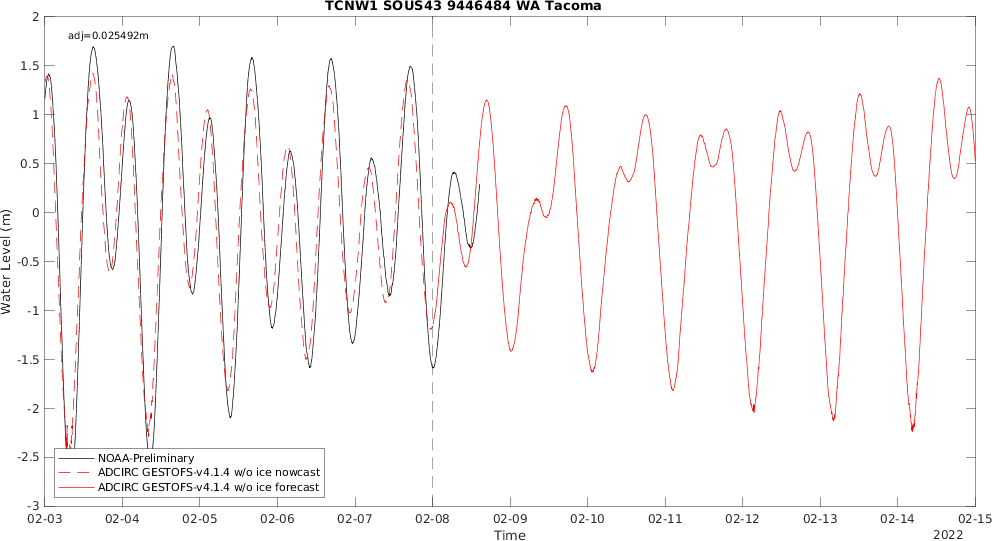 TCNW1 SOUS43 9446484 WA Tacoma
adj=0.025492m
2
1.5
1
0.5
0
-0.5
-1
-1.5
-2
-2.5
-3
Water Level (m)
NOAA-Preliminary
ADCIRC GESTOFS-v4.1.4 w/o ice nowcast
ADCIRC GESTOFS-v4.1.4 w/o ice forecast
02-03 02-04 02-05 02-06 02-07 02-08 02-09 02-10 02-11 02-12 02-13 02-14 02-15
Time
2022